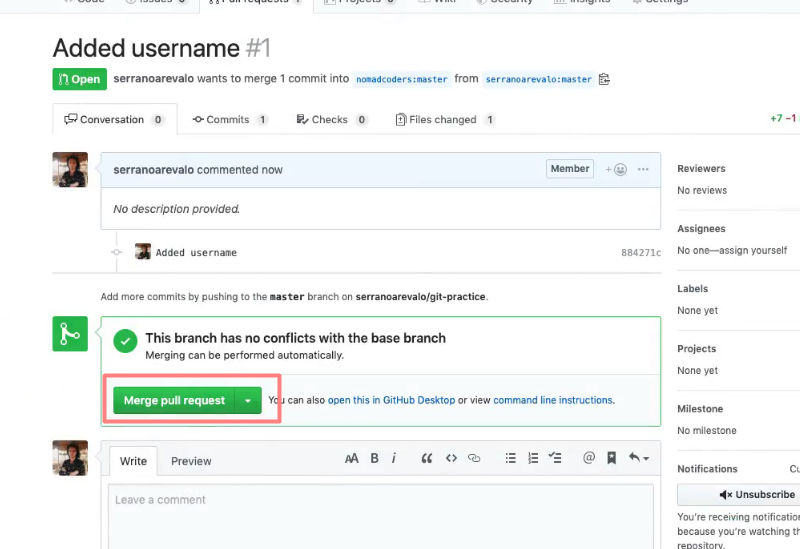 Code Issues 0 Pull requests 1 Projects 0 Wiki Security Insights Settings
Added username #1
Open serranoarevalo wants to merge 1 commit into nomadcoders:master from serranoarevalo:master
Conversation 0 Commits 1 Checks 0 Files changed 1 +7 −1
serranoarevalo commented now Member
No description provided.
Added username 884271c
Add more commits by pushing to the master branch on serranoarevalo/git-practice.
This branch has no conflicts with the base branch
Merging can be performed automatically.
Merge pull request You can also open this in GitHub Desktop or view command line instructions.
Write Preview AA B i
Leave a comment
Reviewers
No reviews
Assignees
No one—assign yourself
Labels
None yet
Projects
None yet
Milestone
No milestone
Notifications Cu
Unsubscribe
You're receiving notification
because you're watching th
repository.